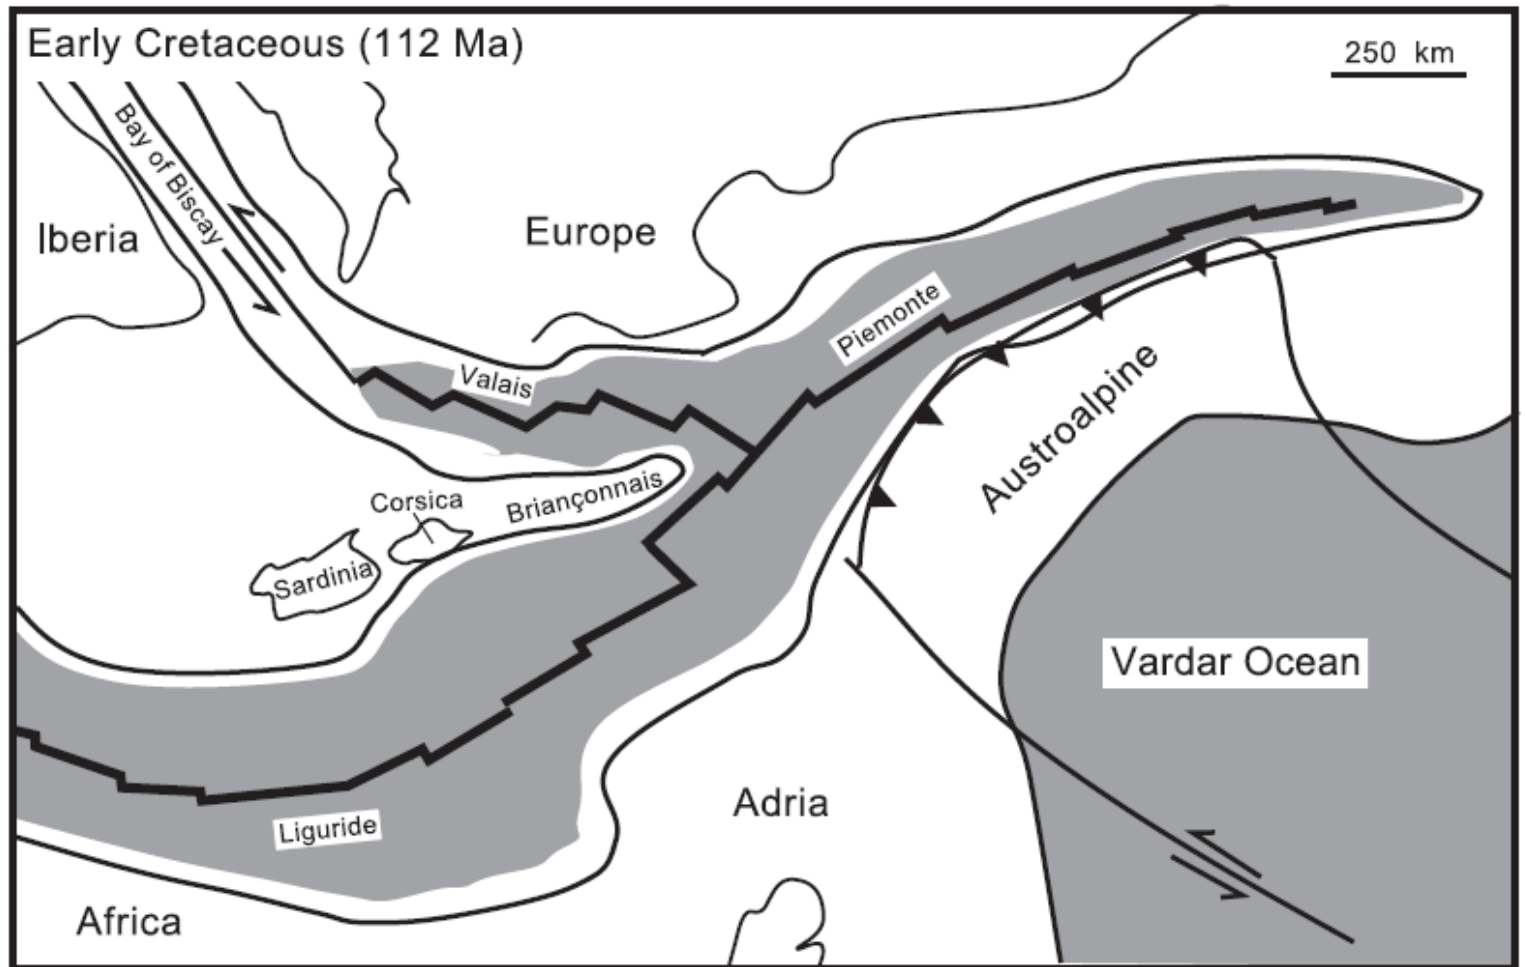 Early Cretaceous (112 Ma)
250 km
Bay of Biscay
Iberia
Europe
Piemonte
Valais
Austroalpine
Corsica
Briançonnais
Sardinia
Vardar Ocean
Adria
Liguride
Africa